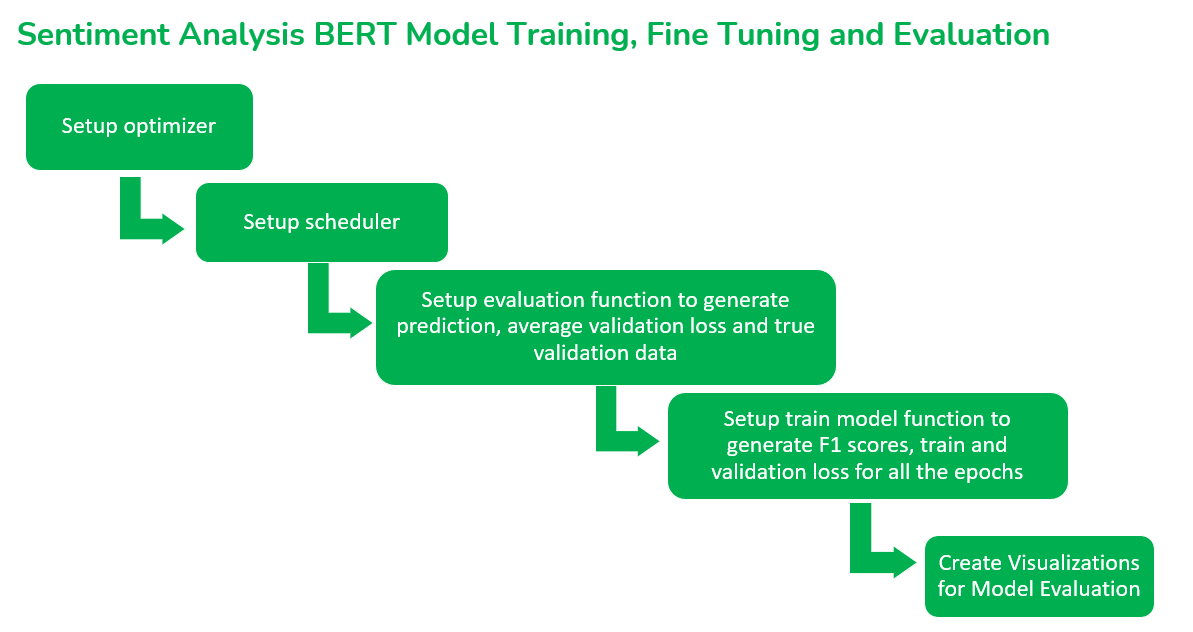 Sentiment Analysis BERT Model Training, Fine Tuning and Evaluation
Setup optimizer
Setup scheduler
Setup evaluation function to generate
prediction, average validation loss and true
validation data
Setup train model function to
generate F1 scores, train and
validation loss for all the epochs
Create Visualizations
for Model Evaluation